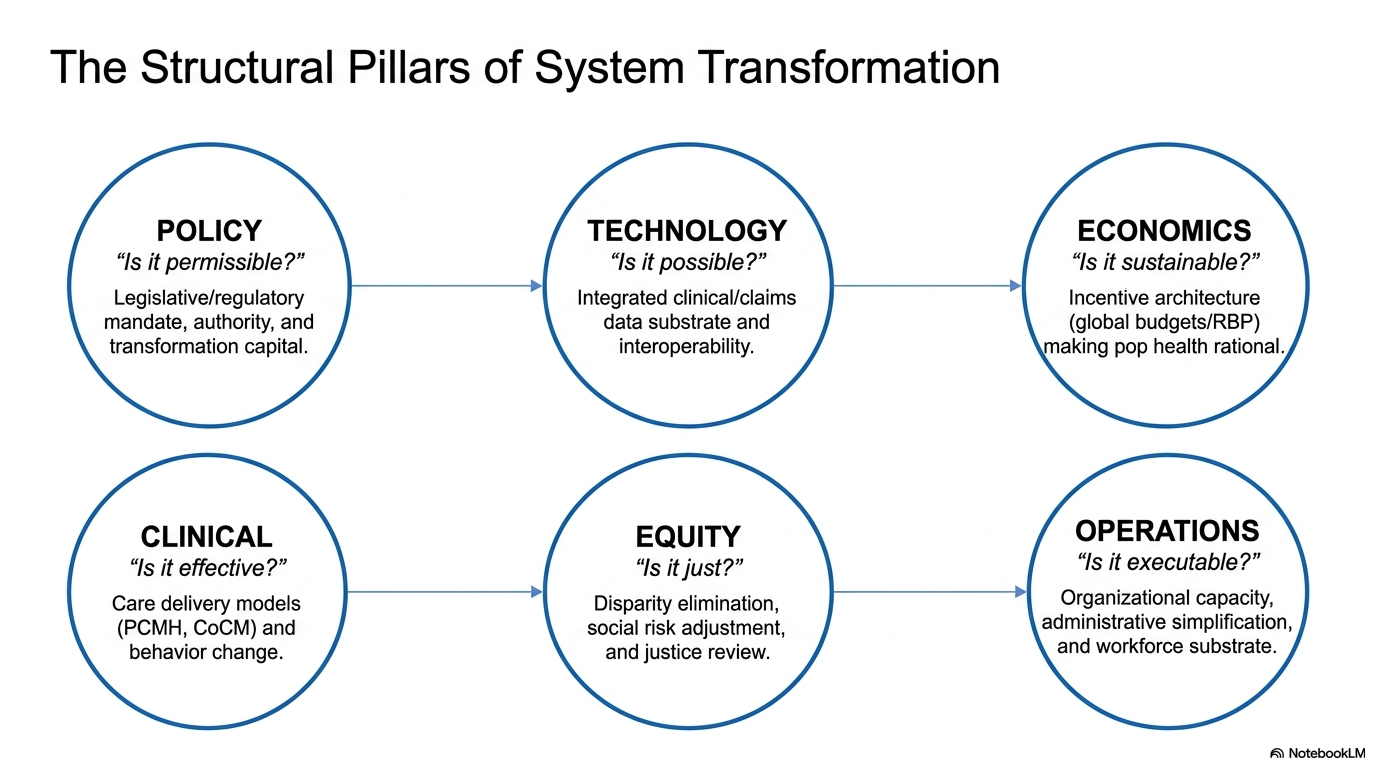 The Structural Pillars of System Transformation
POLICY
“Is it permissible?”
Legislative/regulatory
mandate, authority, and
transformation capital.
TECHNOLOGY
“Is it possible?”
Integrated clinical/claims
data substrate and
interoperability.
ECONOMICS
“Is it sustainable?”
Incentive architecture
(global budgets/RBP)
making pop health rational.
CLINICAL
“Is it effective?”
Care delivery models
(PCMH, CoCM) and
behavior change.
EQUITY
“Is it just?”
Disparity elimination,
social risk adjustment,
and justice review.
OPERATIONS
“Is it executable?”
Organizational capacity,
administrative simplification,
and workforce substrate.
NotebookLM